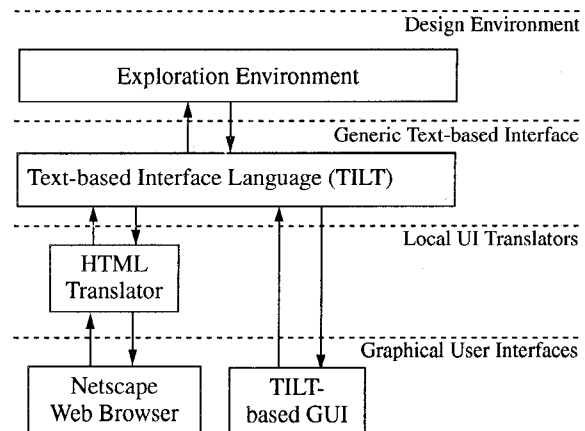 Design Environment
Exploration Environment
Generic Text-based Interface
Text-based Interface Language (TILT)
Local UI Translators
HTML
Translator
Graphical User Interfaces
Netscape
Web Browser
TILT-
based GUI